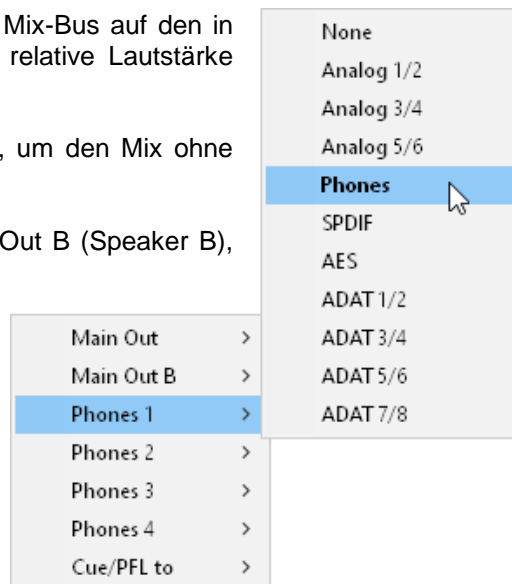 Mix-Bus auf den in
relative Lautstärke
, um den Mix ohne
Out B (Speaker B),
None
Analog 1/2
Analog 3/4
Analog 5/6
Phones
SPDIF
AES
ADAT 1/2
ADAT 3/4
ADAT 5/6
ADAT 7/8
Main Out >
Main Out B >
Phones 1 >
Phones 2 >
Phones 3 >
Phones 4 >
Cue/PFL to >